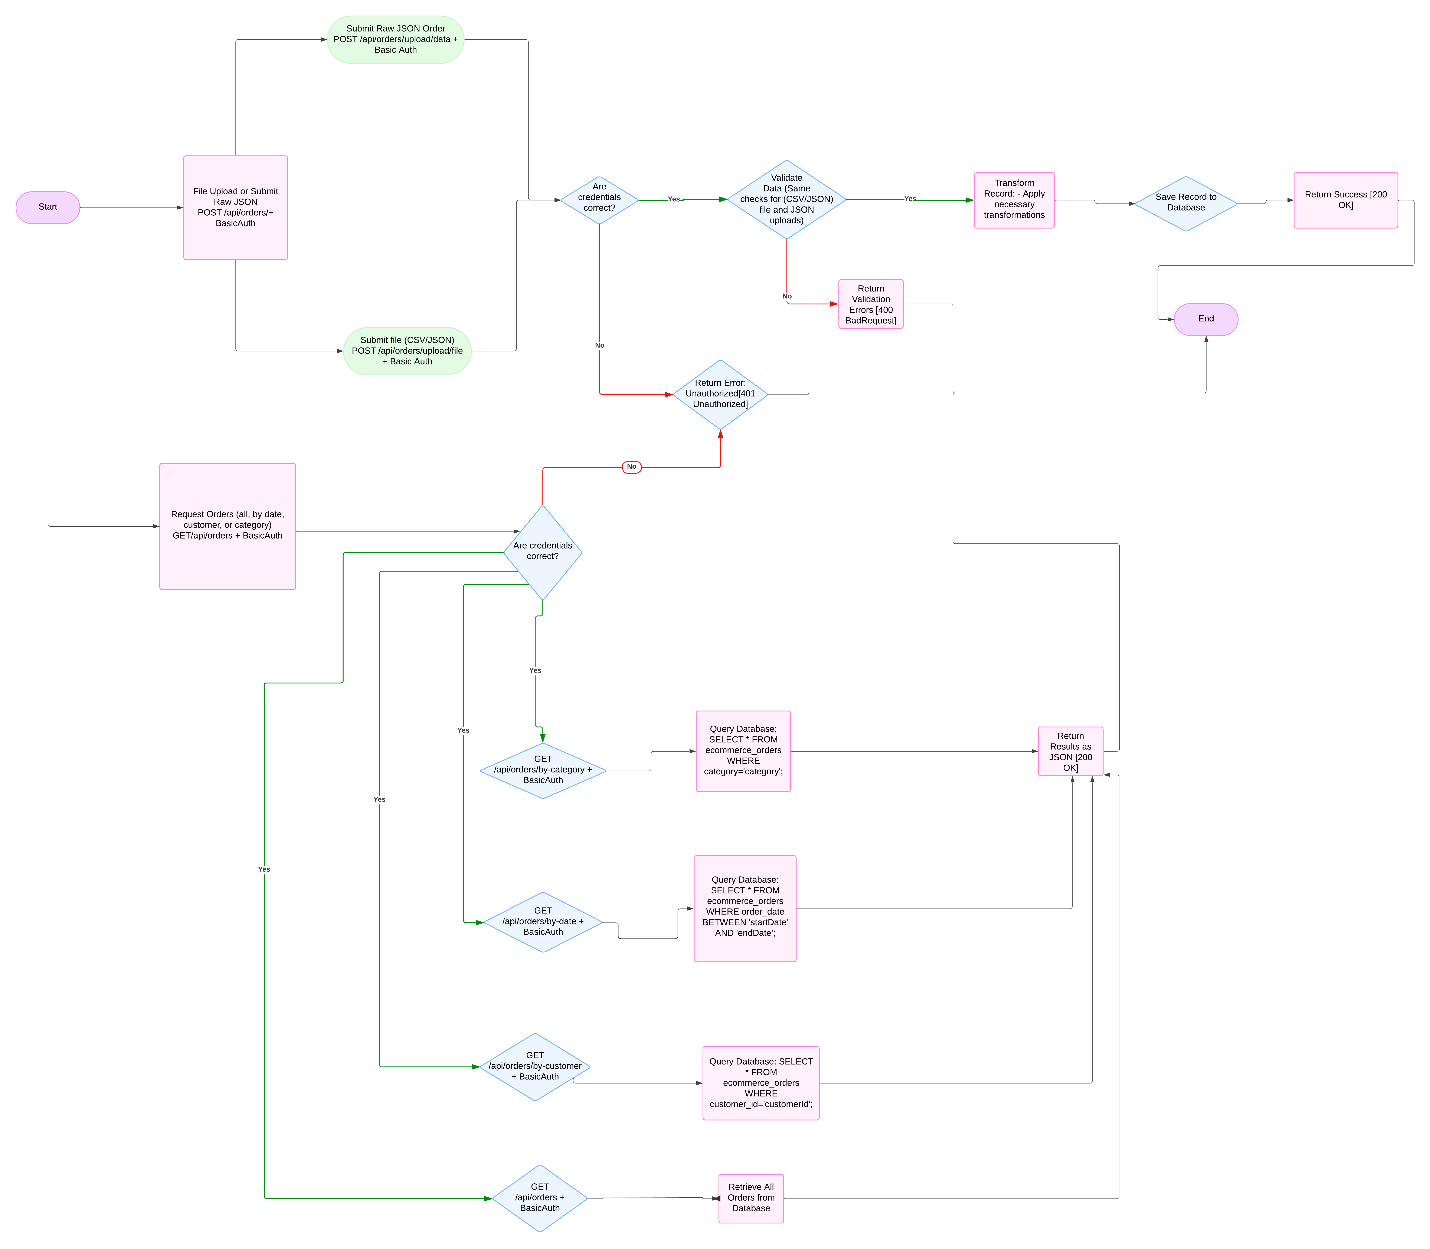 Submit Raw JSON Order
POST /api/orders/upload/data +
Basic Auth
Start
File Upload or Submit
Raw JSON
POST /api/orders/+
BasicAuth
Submit file (CSV/JSON)
POST /api/orders/upload/file
+ Basic Auth
Are
credentials
correct?
Yes
Validate
Data (Same
checks for (CSV/JSON)
file and JSON
uploads)
Yes
Transform
Record: - Apply
necessary
transformations
Save Record to
Database
Return Success [200
OK]
No
Return
Validation
Errors [400
BadRequest]
End
No
Return Error:
Unauthorized[401
Unauthorized]
No
Request Orders (all, by date,
customer, or category)
GET/api/orders + BasicAuth
Are credentials
correct?
Yes
Yes
Yes
Yes
GET
/api/orders/by-category +
BasicAuth
Query Database:
SELECT * FROM
ecommerce_orders
WHERE
category='category';
Return
Results as
JSON [200
OK]
GET
/api/orders/by-date +
BasicAuth
Query Database:
SELECT * FROM
ecommerce_orders
WHERE order_date
BETWEEN 'startDate'
AND 'endDate';
GET
/api/orders/by-customer
+ BasicAuth
Query Database: SELECT
* FROM
ecommerce_orders
WHERE
customer_id='customerId';
GET
/api/orders +
BasicAuth
Retrieve All
Orders from
Database